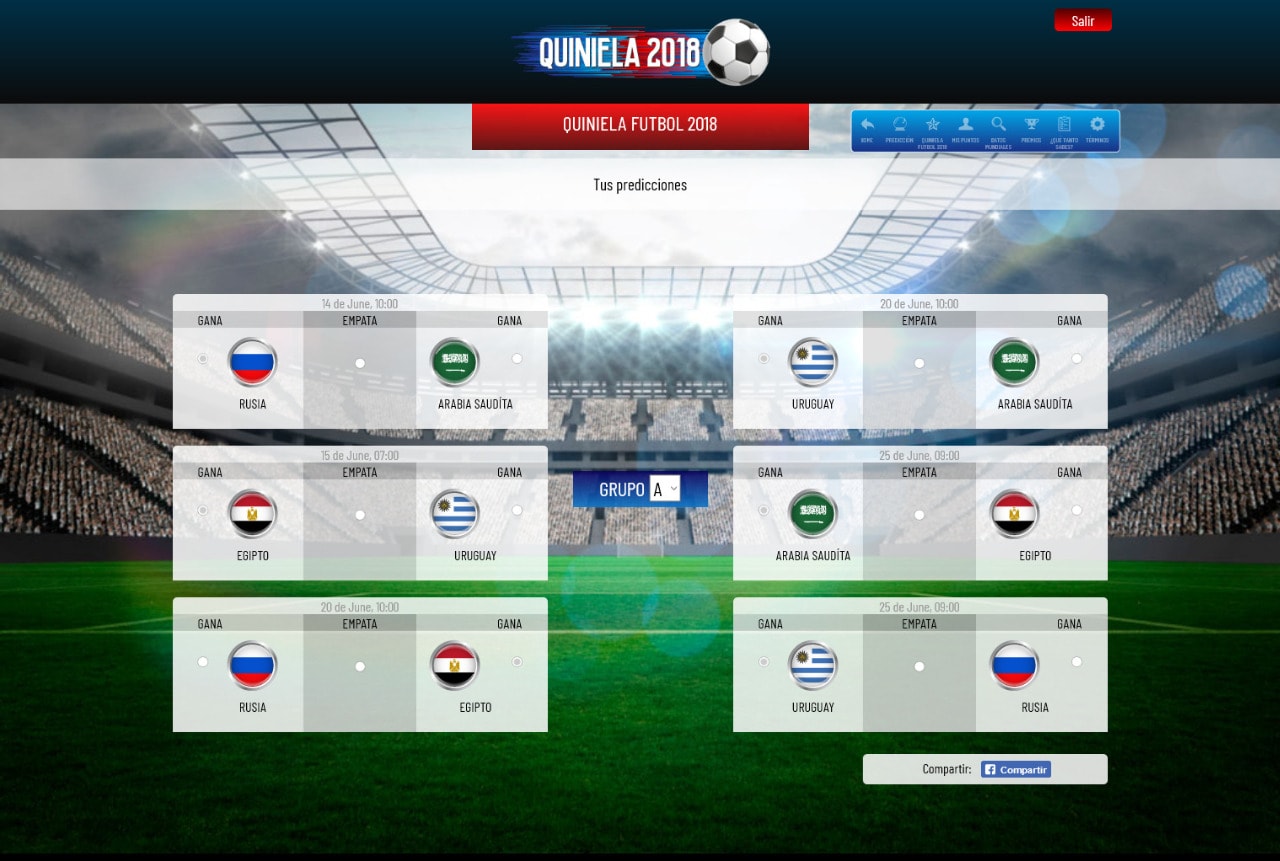 QUINIELA 2018
Salir
QUINIELA FUTBOL 2018
HOME
PREDICCIÓN
QUINIELA FUTBOL 2018
MIS PUNTOS
DATOS MUNDIALES
PREMIOS
¿QUE TANTO SABES?
TÉRMINOS
Tus predicciones
14 de June, 10:00
GANA EMPATA GANA
RUSIA ARABIA SAUDÍTA
15 de June, 07:00
GANA EMPATA GANA
EGIPTO URUGUAY
20 de June, 10:00
GANA EMPATA GANA
RUSIA EGIPTO
GRUPO A
20 de June, 10:00
GANA EMPATA GANA
URUGUAY ARABIA SAUDÍTA
25 de June, 09:00
GANA EMPATA GANA
ARABIA SAUDÍTA EGIPTO
25 de June, 09:00
GANA EMPATA GANA
URUGUAY RUSIA
Compartir: Compartir